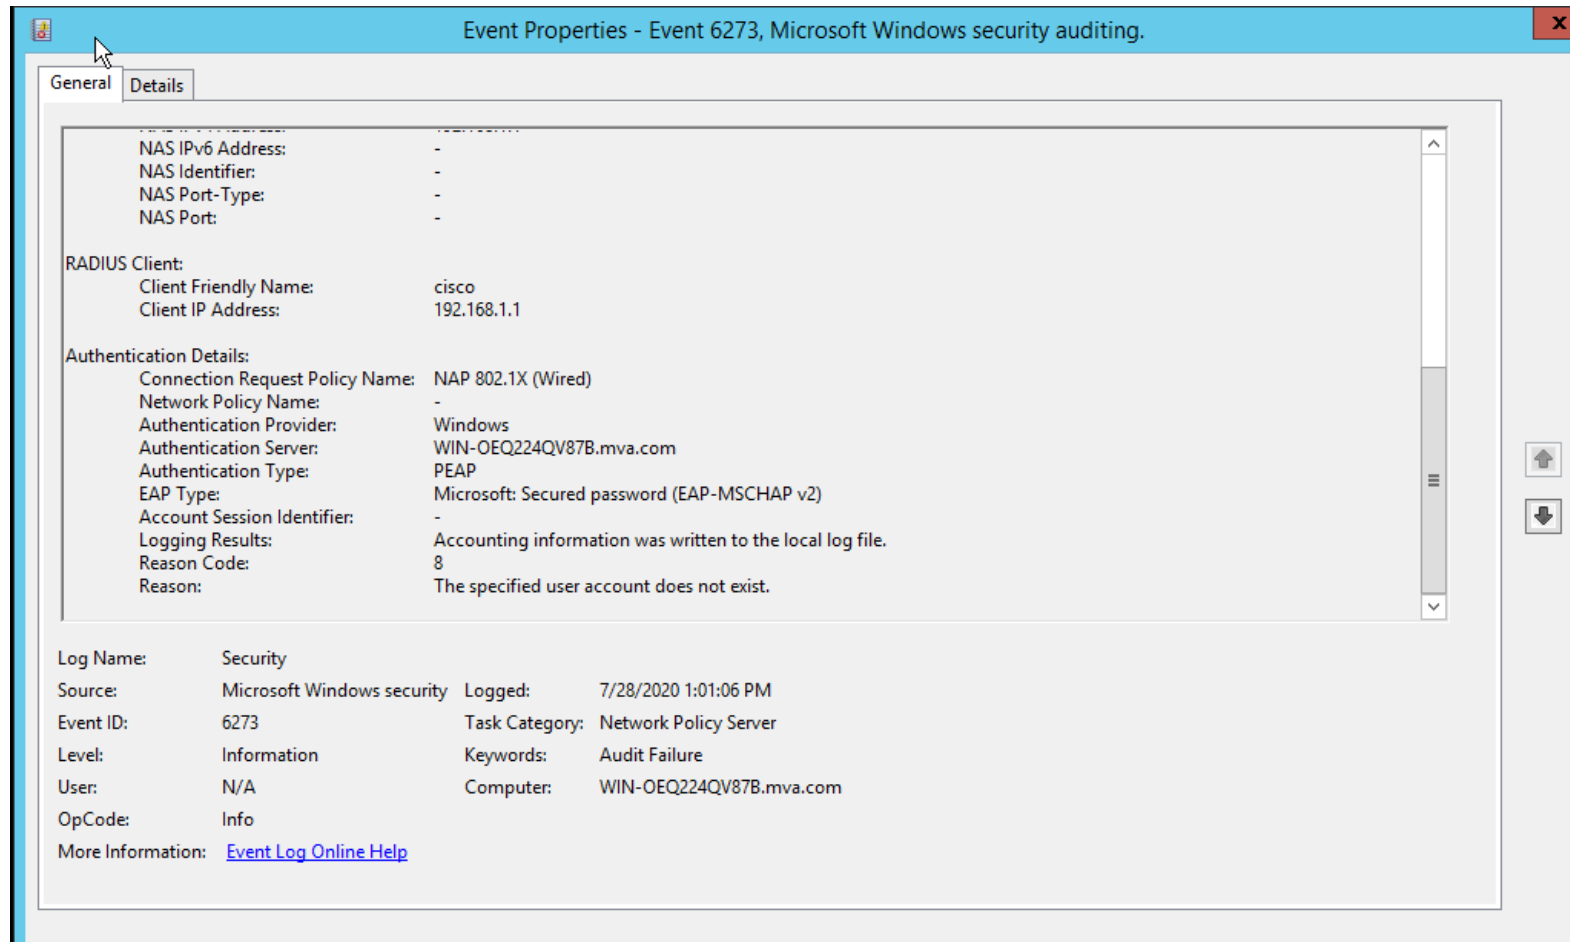 Event Properties - Event 6273, Microsoft Windows security auditing.
x
General Details
NAS IPv6 Address: -
NAS Identifier: -
NAS Port-Type: -
NAS Port: -
RADIUS Client:
Client Friendly Name: cisco
Client IP Address: 192.168.1.1
Authentication Details:
Connection Request Policy Name: NAP 802.1X (Wired)
Network Policy Name: -
Authentication Provider: Windows
Authentication Server: WIN-OEQ224QV87B.mva.com
Authentication Type: PEAP
EAP Type: Microsoft: Secured password (EAP-MSCHAP v2)
Account Session Identifier: -
Logging Results: Accounting information was written to the local log file.
Reason Code: 8
Reason: The specified user account does not exist.
Log Name: Security
Source: Microsoft Windows security Logged: 7/28/2020 1:01:06 PM
Event ID: 6273 Task Category: Network Policy Server
Level: Information Keywords: Audit Failure
User: N/A Computer: WIN-OEQ224QV87B.mva.com
OpCode: Info
More Information: Event Log Online Help